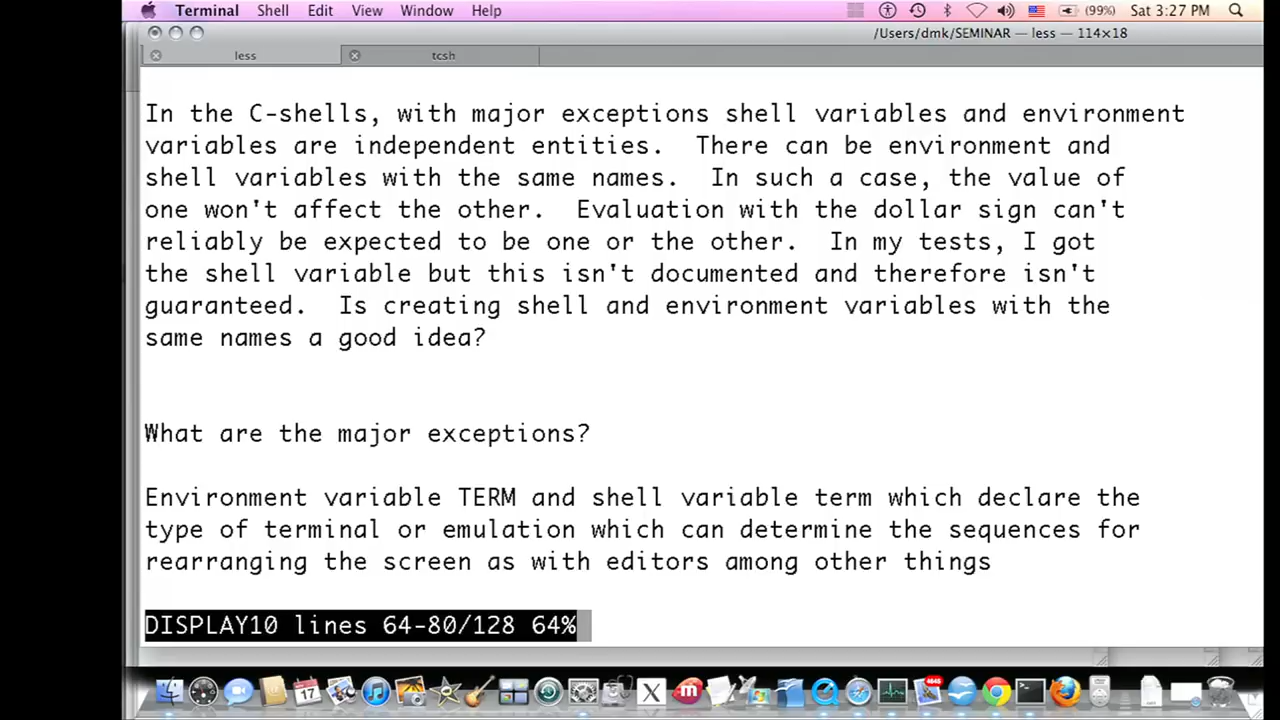 Terminal Shell Edit View Window Help (99%) Sat 3:27 PM
/Users/dmk/SEMINAR — less — 114×18
less tcsh
In the C-shells, with major exceptions shell variables and environment
variables are independent entities.  There can be environment and
shell variables with the same names.  In such a case, the value of
one won't affect the other.  Evaluation with the dollar sign can't
reliably be expected to be one or the other.  In my tests, I got
the shell variable but this isn't documented and therefore isn't
guaranteed.  Is creating shell and environment variables with the
same names a good idea?
What are the major exceptions?
Environment variable TERM and shell variable term which declare the
type of terminal or emulation which can determine the sequences for
rearranging the screen as with editors among other things
DISPLAY10 lines 64-80/128 64%
17